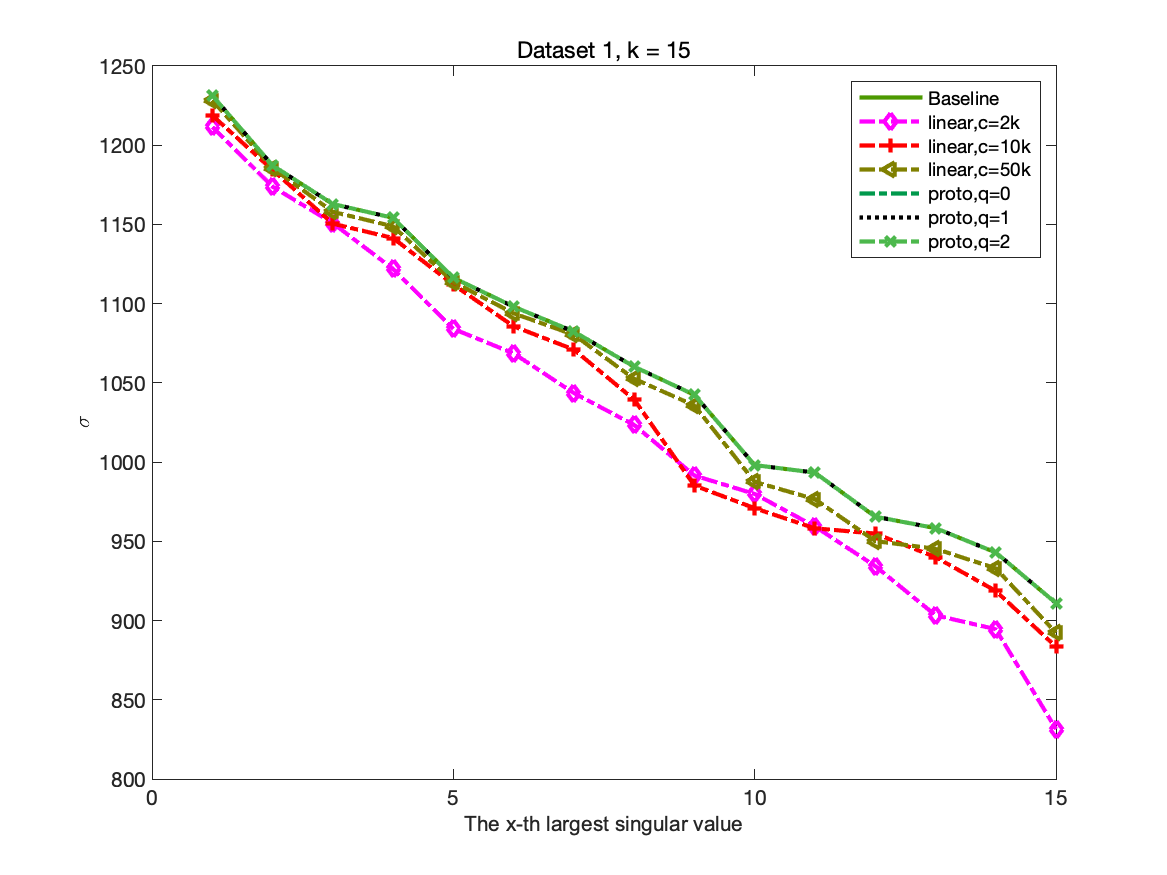 Dataset 1, k = 15
1250
1200
1150
1100
1050
1000
950
900
850
800
σ
Baseline
linear,c=2k
linear,c=10k
linear,c=50k
proto,q=0
proto,q=1
proto,q=2
0 5 10 15
The x-th largest singular value